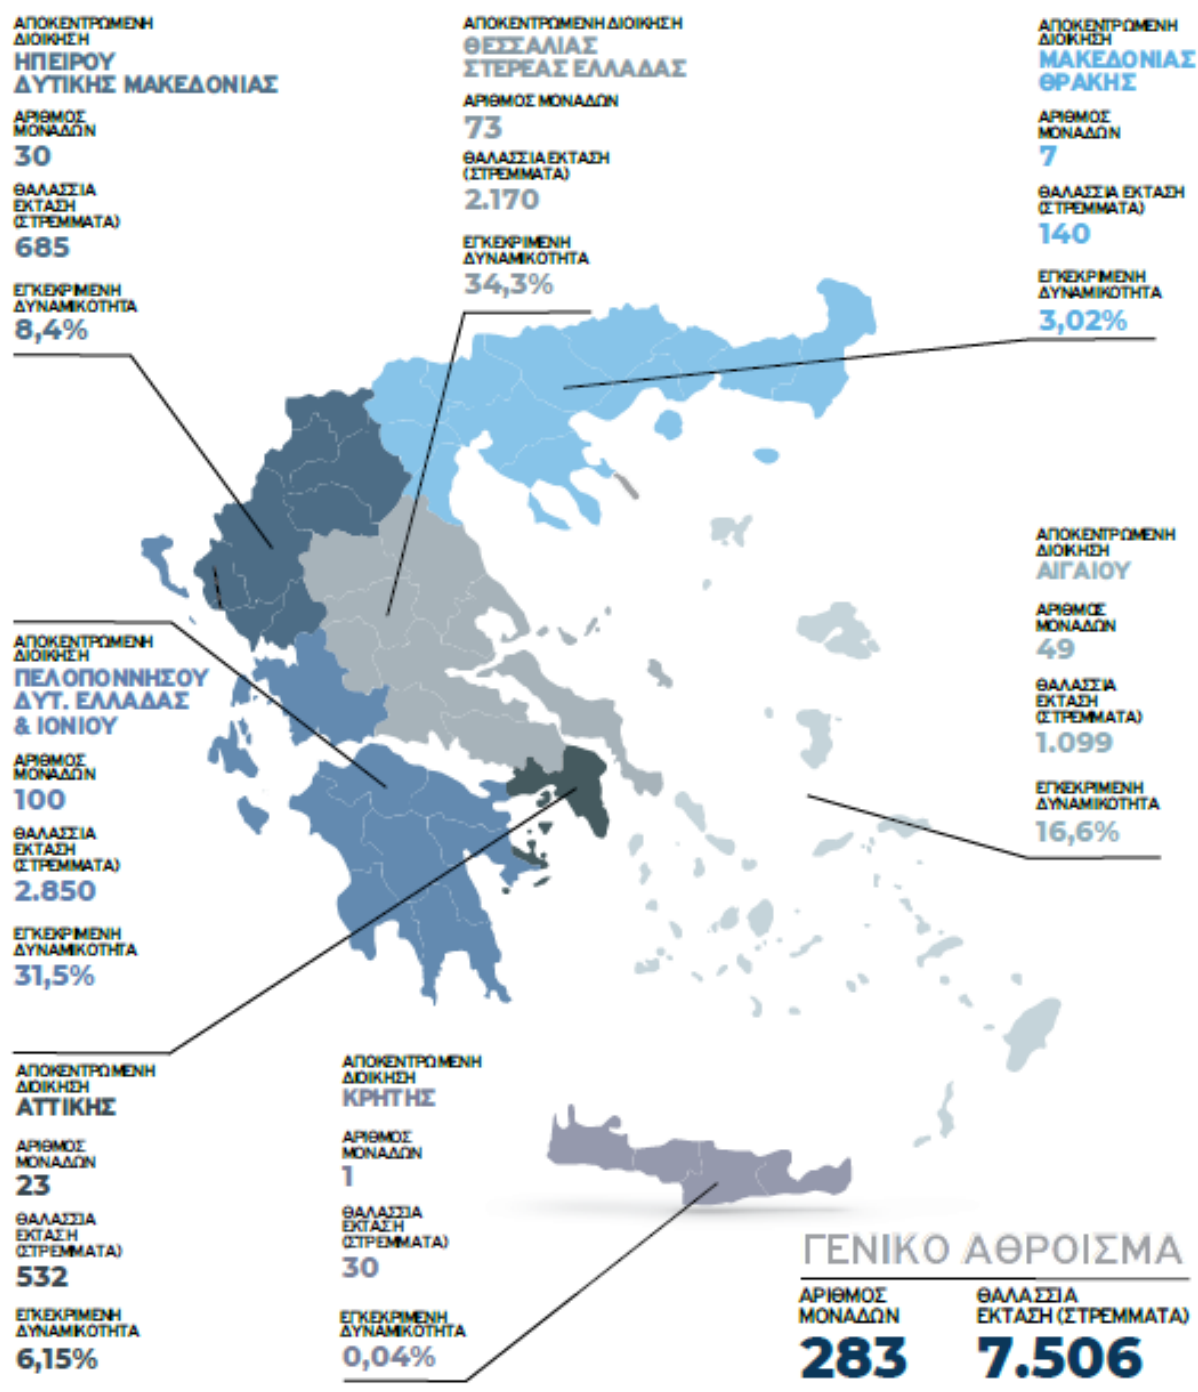 ΑΠΟΚΕΝΤΡΩΜΕΝΗ
ΔΙΟΙΚΗΣΗ
ΗΠΕΙΡΟΥ
ΔΥΤΙΚΗΣ ΜΑΚΕΔΟΝΙΑΣ
ΑΡΙΘΜΟΣ
ΜΟΝΑΔΩΝ
30
ΘΑΛΑΣΣΙΑ
ΕΚΤΑΣΗ
(ΣΤΡΕΜΜΑΤΑ)
685
ΕΓΚΕΚΡΙΜΕΝΗ
ΔΥΝΑΜΙΚΟΤΗΤΑ
8,4%
ΑΠΟΚΕΝΤΡΩΜΕΝΗ ΔΙΟΙΚΗΣΗ
ΘΕΣΣΑΛΙΑΣ
ΣΤΕΡΕΑΣ ΕΛΛΑΔΑΣ
ΑΡΙΘΜΟΣ ΜΟΝΑΔΩΝ
73
ΘΑΛΑΣΣΙΑ ΕΚΤΑΣΗ
(ΣΤΡΕΜΜΑΤΑ)
2.170
ΕΓΚΕΚΡΙΜΕΝΗ
ΔΥΝΑΜΙΚΟΤΗΤΑ
34,3%
ΑΠΟΚΕΝΤΡΩΜΕΝΗ
ΔΙΟΙΚΗΣΗ
ΜΑΚΕΔΟΝΙΑΣ
ΘΡΑΚΗΣ
ΑΡΙΘΜΟΣ
ΜΟΝΑΔΩΝ
7
ΘΑΛΑΣΣΙΑ ΕΚΤΑΣΗ
(ΣΤΡΕΜΜΑΤΑ)
140
ΕΓΚΕΚΡΙΜΕΝΗ
ΔΥΝΑΜΙΚΟΤΗΤΑ
3,02%
ΑΠΟΚΕΝΤΡΩΜΕΝΗ
ΔΙΟΙΚΗΣΗ
ΑΙΓΑΙΟΥ
ΑΡΙΘΜΟΣ
ΜΟΝΑΔΩΝ
49
ΘΑΛΑΣΣΙΑ
ΕΚΤΑΣΗ
(ΣΤΡΕΜΜΑΤΑ)
1.099
ΕΓΚΕΚΡΙΜΕΝΗ
ΔΥΝΑΜΙΚΟΤΗΤΑ
16,6%
ΑΠΟΚΕΝΤΡΩΜΕΝΗ
ΔΙΟΙΚΗΣΗ
ΠΕΛΟΠΟΝΝΗΣΟΥ
ΔΥΤ. ΕΛΛΑΔΑΣ
& ΙΟΝΙΟΥ
ΑΡΙΘΜΟΣ
ΜΟΝΑΔΩΝ
100
ΘΑΛΑΣΣΙΑ
ΕΚΤΑΣΗ
(ΣΤΡΕΜΜΑΤΑ)
2.850
ΕΓΚΕΚΡΙΜΕΝΗ
ΔΥΝΑΜΙΚΟΤΗΤΑ
31,5%
ΑΠΟΚΕΝΤΡΩΜΕΝΗ
ΔΙΟΙΚΗΣΗ
ΑΤΤΙΚΗΣ
ΑΡΙΘΜΟΣ
ΜΟΝΑΔΩΝ
23
ΘΑΛΑΣΣΙΑ
ΕΚΤΑΣΗ
(ΣΤΡΕΜΜΑΤΑ)
532
ΕΓΚΕΚΡΙΜΕΝΗ
ΔΥΝΑΜΙΚΟΤΗΤΑ
6,15%
ΑΠΟΚΕΝΤΡΩΜΕΝΗ
ΔΙΟΙΚΗΣΗ
ΚΡΗΤΗΣ
ΑΡΙΘΜΟΣ
ΜΟΝΑΔΩΝ
1
ΘΑΛΑΣΣΙΑ
ΕΚΤΑΣΗ
(ΣΤΡΕΜΜΑΤΑ)
30
ΕΓΚΕΚΡΙΜΕΝΗ
ΔΥΝΑΜΙΚΟΤΗΤΑ
0,04%
ΓΕΝΙΚΟ ΑΘΡΟΙΣΜΑ
ΑΡΙΘΜΟΣ
ΜΟΝΑΔΩΝ
283
ΘΑΛΑΣΣΙΑ
ΕΚΤΑΣΗ (ΣΤΡΕΜΜΑΤΑ)
7.506